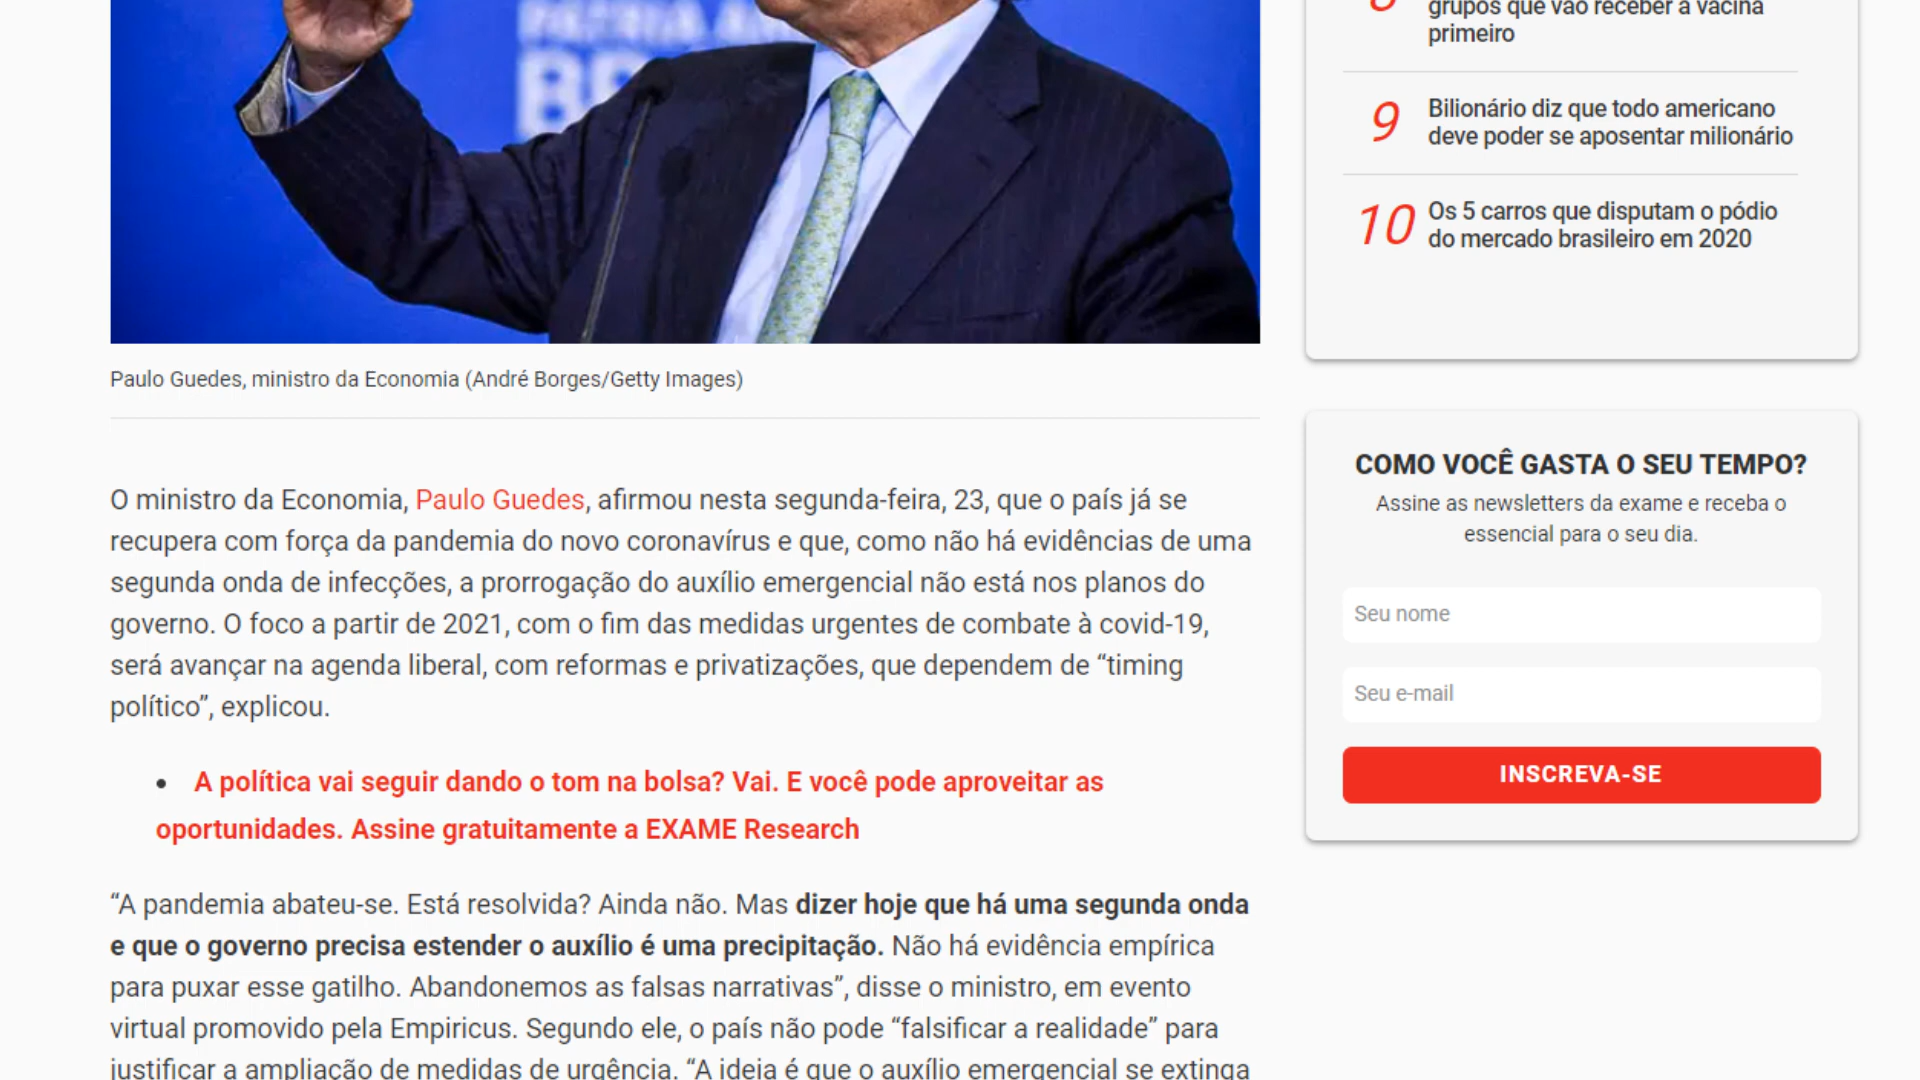 PÁTRIA AM
BR
Paulo Guedes, ministro da Economia (André Borges/Getty Images)
O ministro da Economia, Paulo Guedes, afirmou nesta segunda-feira, 23, que o país já se
recupera com força da pandemia do novo coronavírus e que, como não há evidências de uma
segunda onda de infecções, a prorrogação do auxílio emergencial não está nos planos do
governo. O foco a partir de 2021, com o fim das medidas urgentes de combate à covid-19,
será avançar na agenda liberal, com reformas e privatizações, que dependem de “timing
político”, explicou.
• A política vai seguir dando o tom na bolsa? Vai. E você pode aproveitar as
oportunidades. Assine gratuitamente a EXAME Research
“A pandemia abateu-se. Está resolvida? Ainda não. Mas dizer hoje que há uma segunda onda
e que o governo precisa estender o auxílio é uma precipitação. Não há evidência empírica
para puxar esse gatilho. Abandonemos as falsas narrativas”, disse o ministro, em evento
virtual promovido pela Empiricus. Segundo ele, o país não pode “falsificar a realidade” para
justificar a ampliação de medidas de urgência. “A ideia é que o auxílio emergencial se extinga
grupos que vão receber a vacina
primeiro
9 Bilionário diz que todo americano
deve poder se aposentar milionário
10 Os 5 carros que disputam o pódio
do mercado brasileiro em 2020
COMO VOCÊ GASTA O SEU TEMPO?
Assine as newsletters da exame e receba o
essencial para o seu dia.
Seu nome
Seu e-mail
INSCREVA-SE